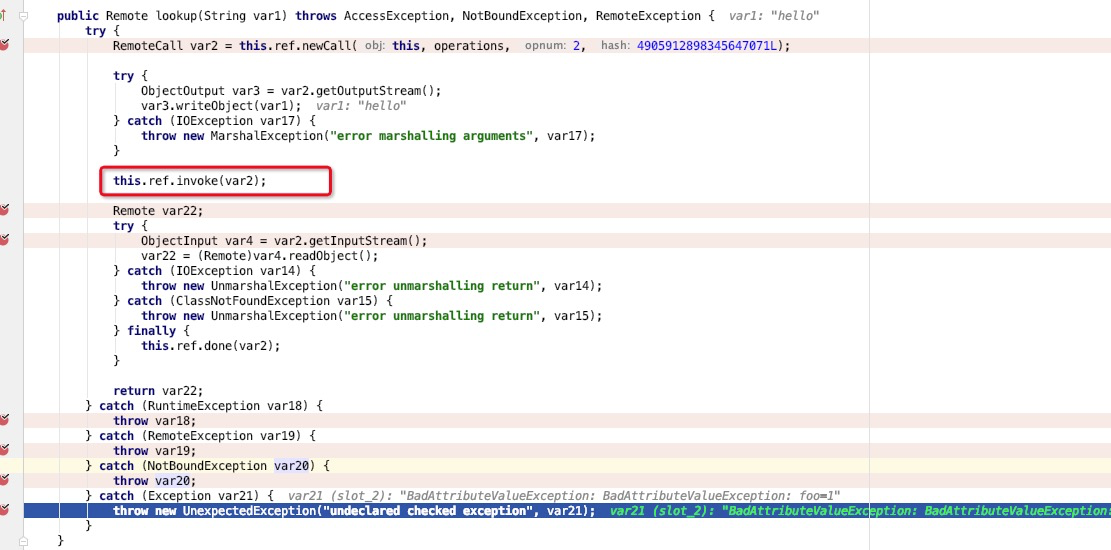 public Remote lookup(String var1) throws AccessException, NotBoundException, RemoteException {  var1: "hello"
try {
RemoteCall var2 = this.ref.newCall( obj: this, operations,  opnum: 2,  hash: 4905912898345647071L);
try {
ObjectOutput var3 = var2.getOutputStream();
var3.writeObject(var1);  var1: "hello"
} catch (IOException var17) {
throw new MarshalException("error marshalling arguments", var17);
}
this.ref.invoke(var2);
Remote var22;
try {
ObjectInput var4 = var2.getInputStream();
var22 = (Remote)var4.readObject();
} catch (IOException var14) {
throw new UnmarshalException("error unmarshalling return", var14);
} catch (ClassNotFoundException var15) {
throw new UnmarshalException("error unmarshalling return", var15);
} finally {
this.ref.done(var2);
}
return var22;
} catch (RuntimeException var18) {
throw var18;
} catch (RemoteException var19) {
throw var19;
} catch (NotBoundException var20) {
throw var20;
} catch (Exception var21) {  var21 (slot_2): "BadAttributeValueException: BadAttributeValueException: foo=1"
throw new UnexpectedException("undeclared checked exception", var21);  var21 (slot_2): "BadAttributeValueException: BadAttributeValueException:
}
}